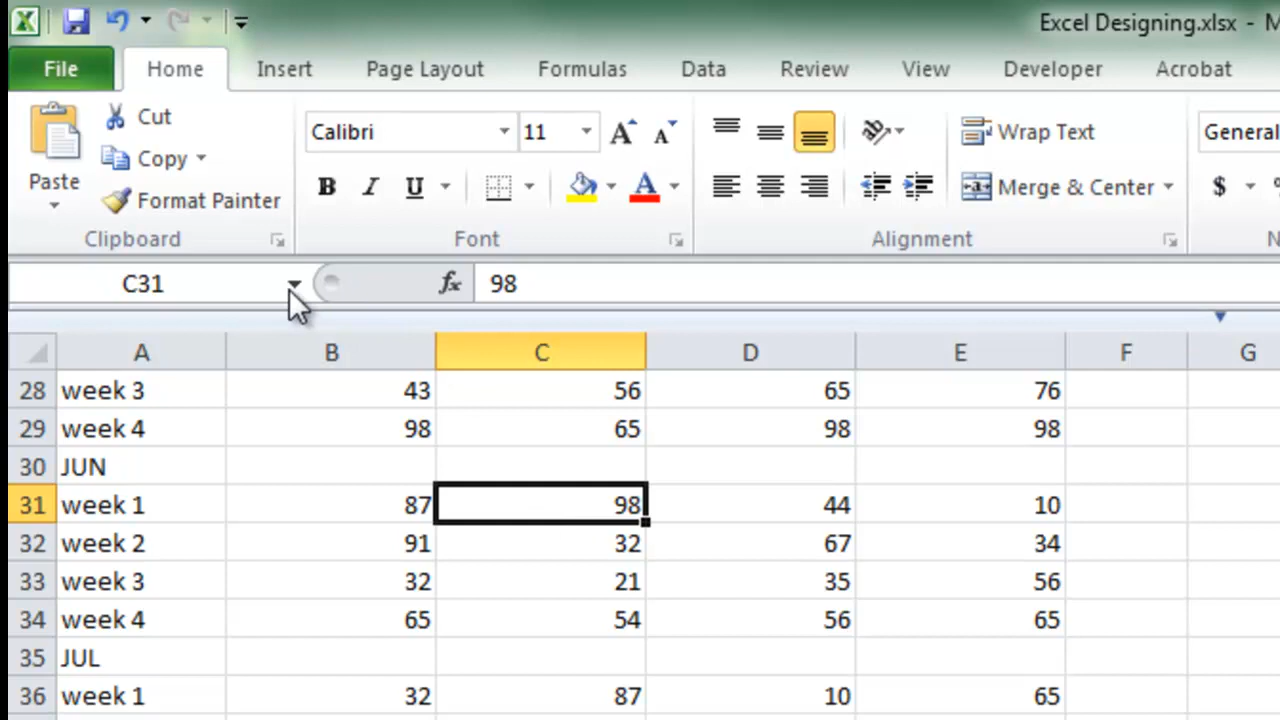 Excel Designing.xlsx - M
File Home Insert Page Layout Formulas Data Review View Developer Acrobat
Cut
Calibri 11 A A Wrap Text General
Copy
Paste B I U A Merge & Center $ %
Format Painter
Clipboard Font Alignment N
C31 fx 98
A B C D E F G
28 week 3 43 56 65 76
29 week 4 98 65 98 98
30 JUN
31 week 1 87 98 44 10
32 week 2 91 32 67 34
33 week 3 32 21 35 56
34 week 4 65 54 56 65
35 JUL
36 week 1 32 87 10 65